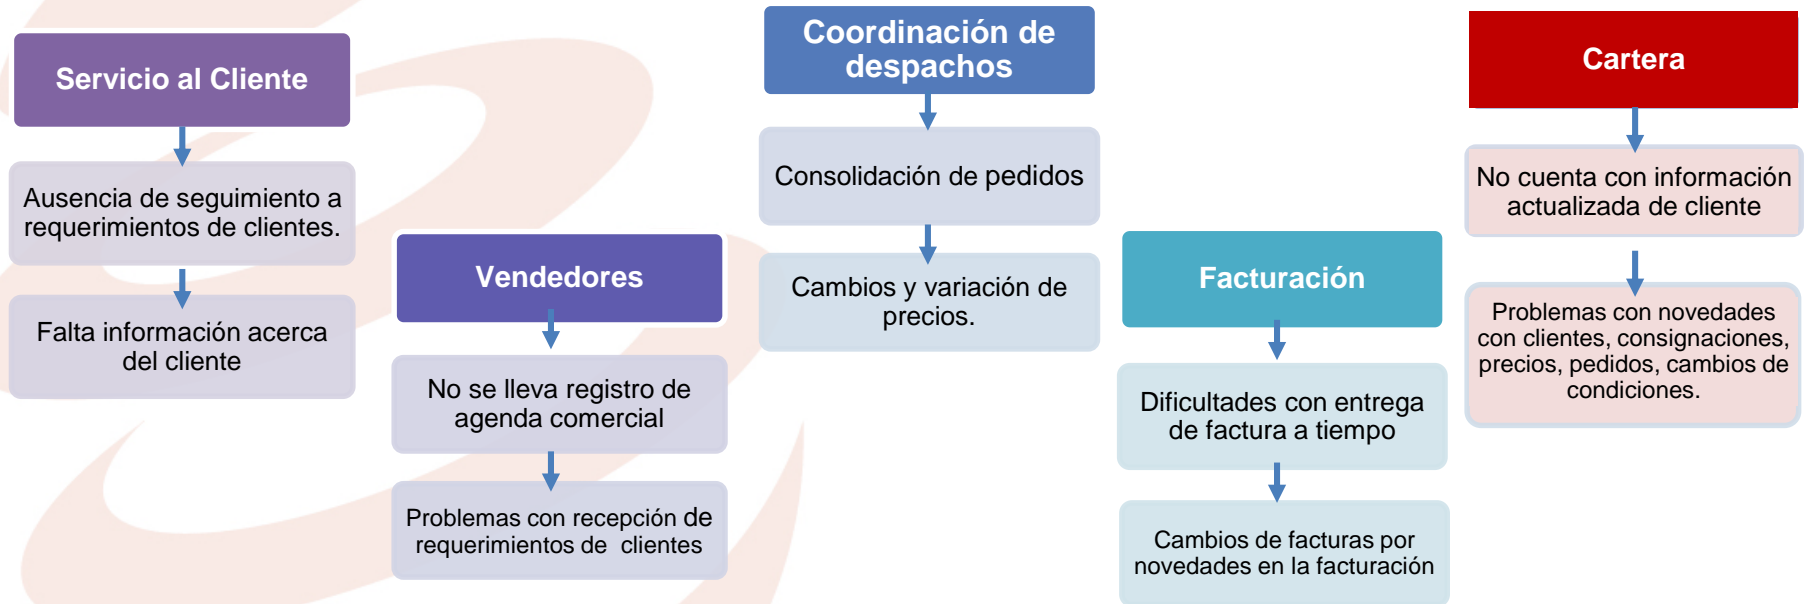 Servicio al Cliente
Ausencia de seguimiento a
requerimientos de clientes.
Falta información acerca
del cliente
Vendedores
No se lleva registro de
agenda comercial
Problemas con recepción de
requerimientos de clientes
Coordinación de
despachos
Consolidación de pedidos
Cambios y variación de
precios.
Facturación
Dificultades con entrega
de factura a tiempo
Cambios de facturas por
novedades en la facturación
Cartera
No cuenta con información
actualizada de cliente
Problemas con novedades
con clientes, consignaciones,
precios, pedidos, cambios de
condiciones.